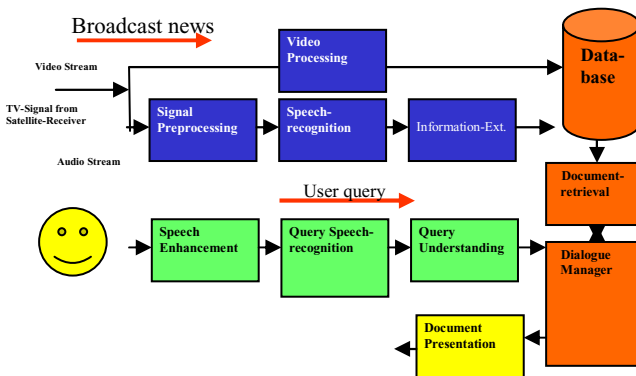 Broadcast news
Video
Processing
Data-
base
Video Stream
TV-Signal from
Satellite-Receiver
Signal
Preprocessing
Speech-
recognition
Information-Ext.
Audio Stream
Document-
retrieval
User query
Speech
Enhancement
Query Speech-
recognition
Query
Understanding
Dialogue
Manager
Document
Presentation